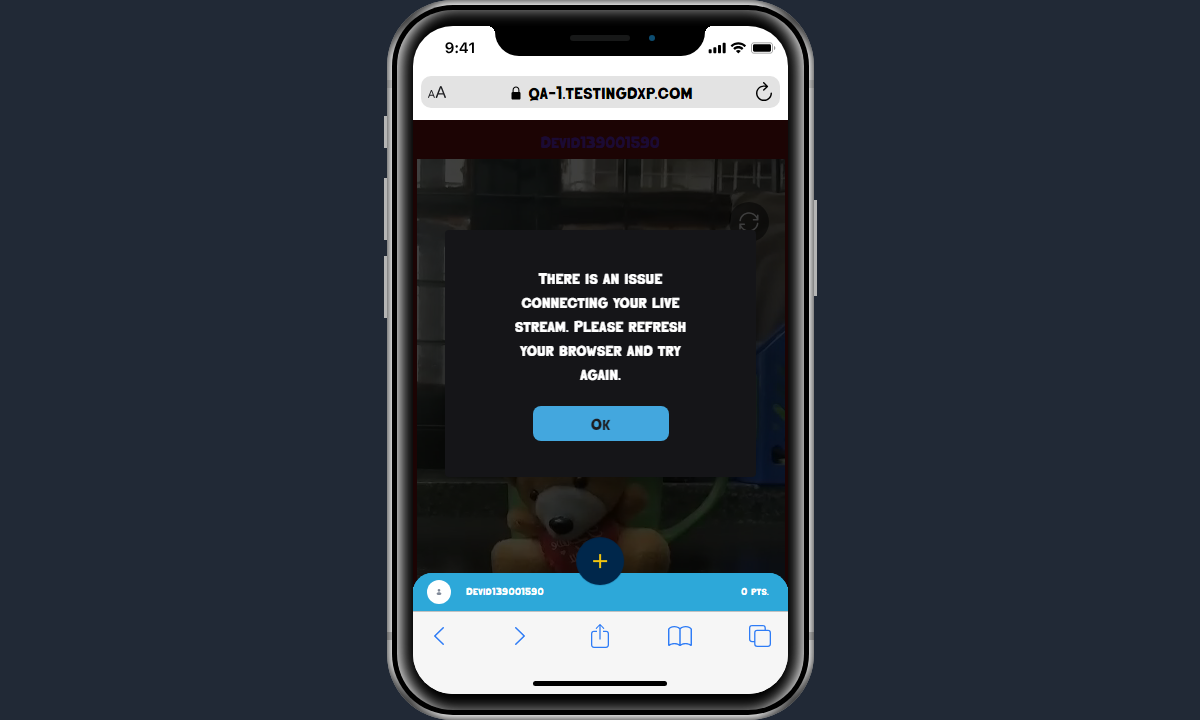 9:41
AA QA-1.TESTINGDXP.COM
Devid139001590
There is an issue
connecting your live
stream. Please refresh
your browser and try
again.
Ok
Devid139001590 0 pts.